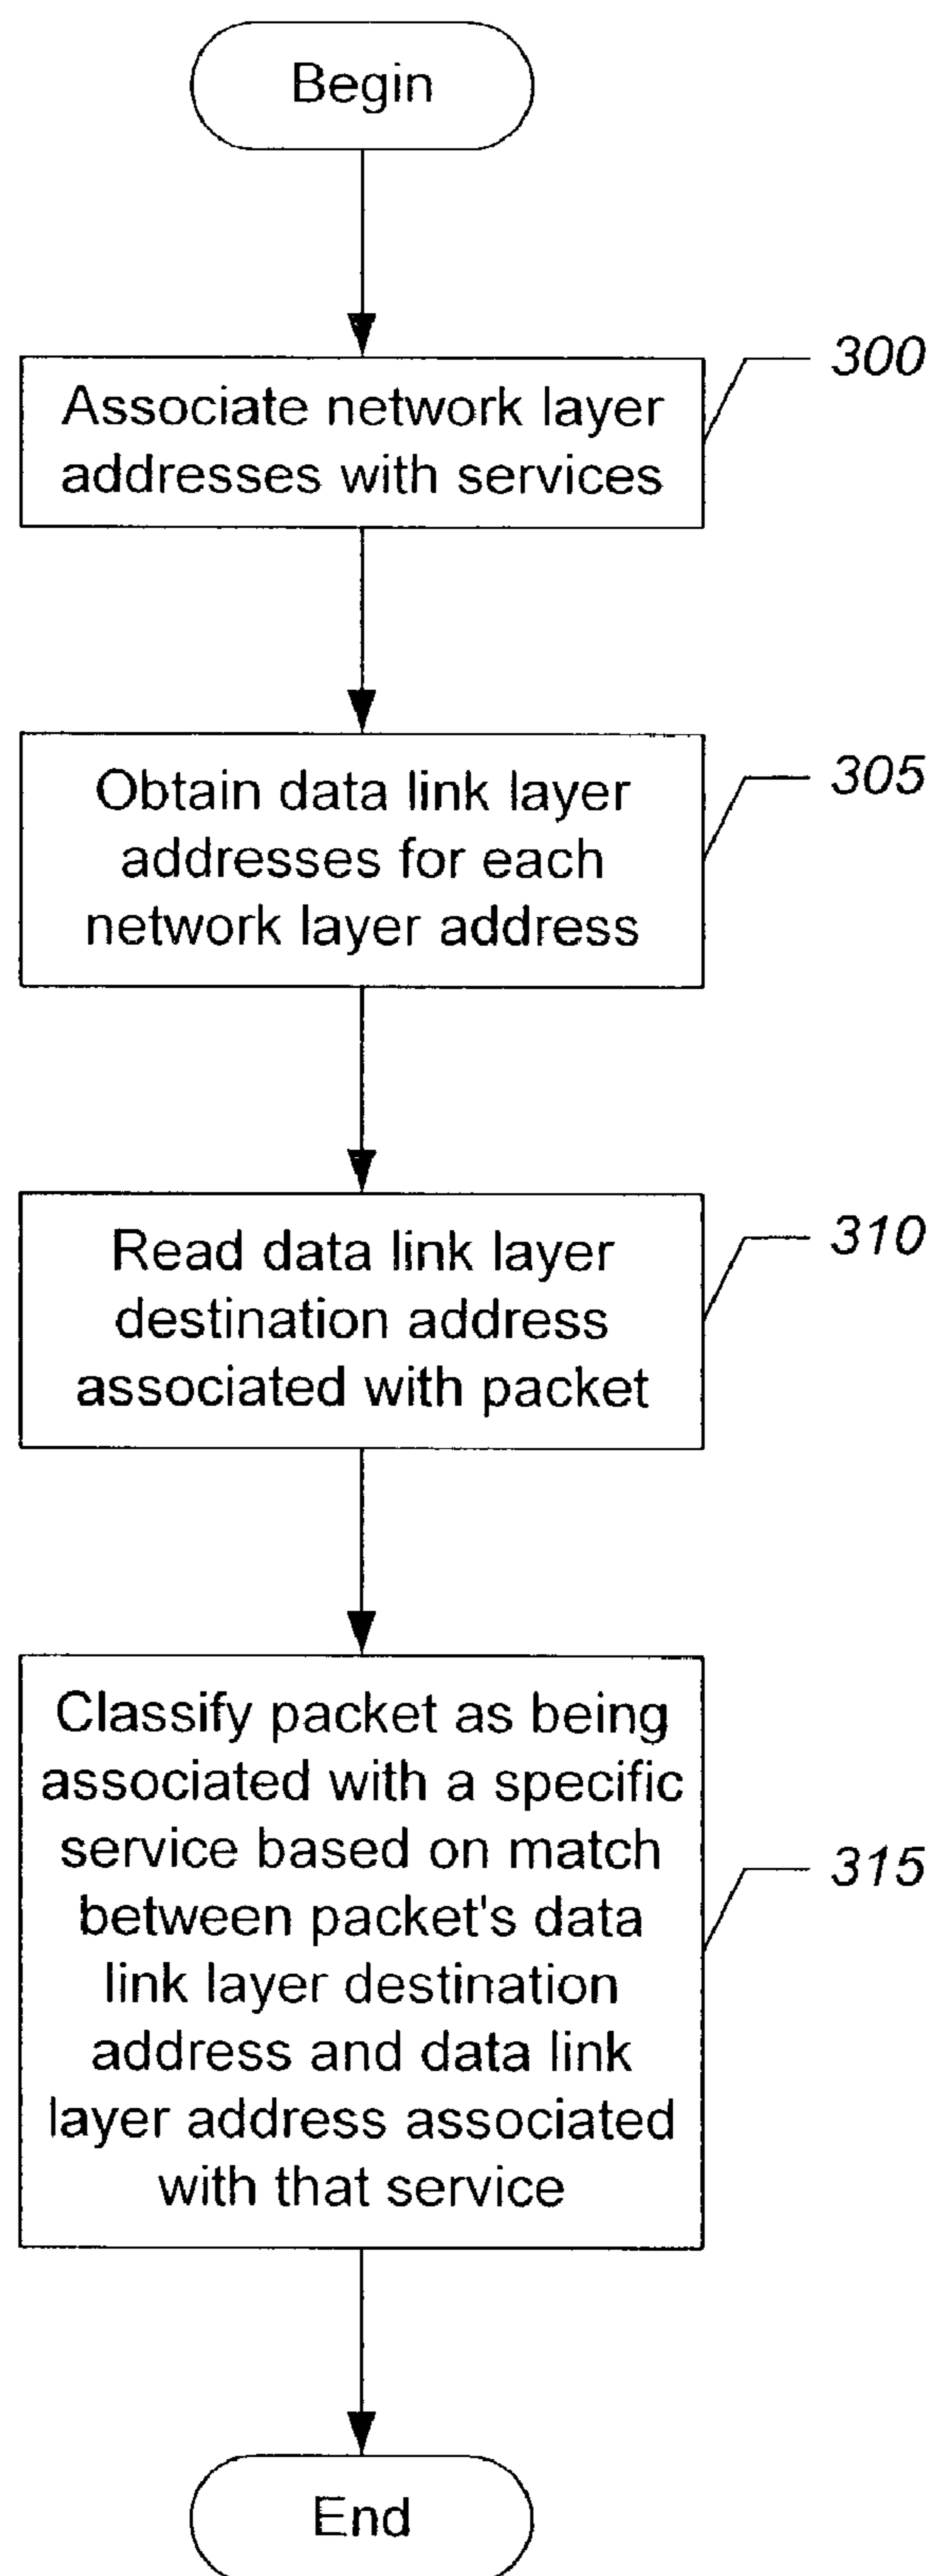 Begin
300
Associate network layer
addresses with services
305
Obtain data link layer
addresses for each
network layer address
310
Read data link layer
destination address
associated with packet
Classify packet as being
associated with a specific
service based on match
between packet's data
315
link layer destination
address and data link
layer address associated
with that service
End